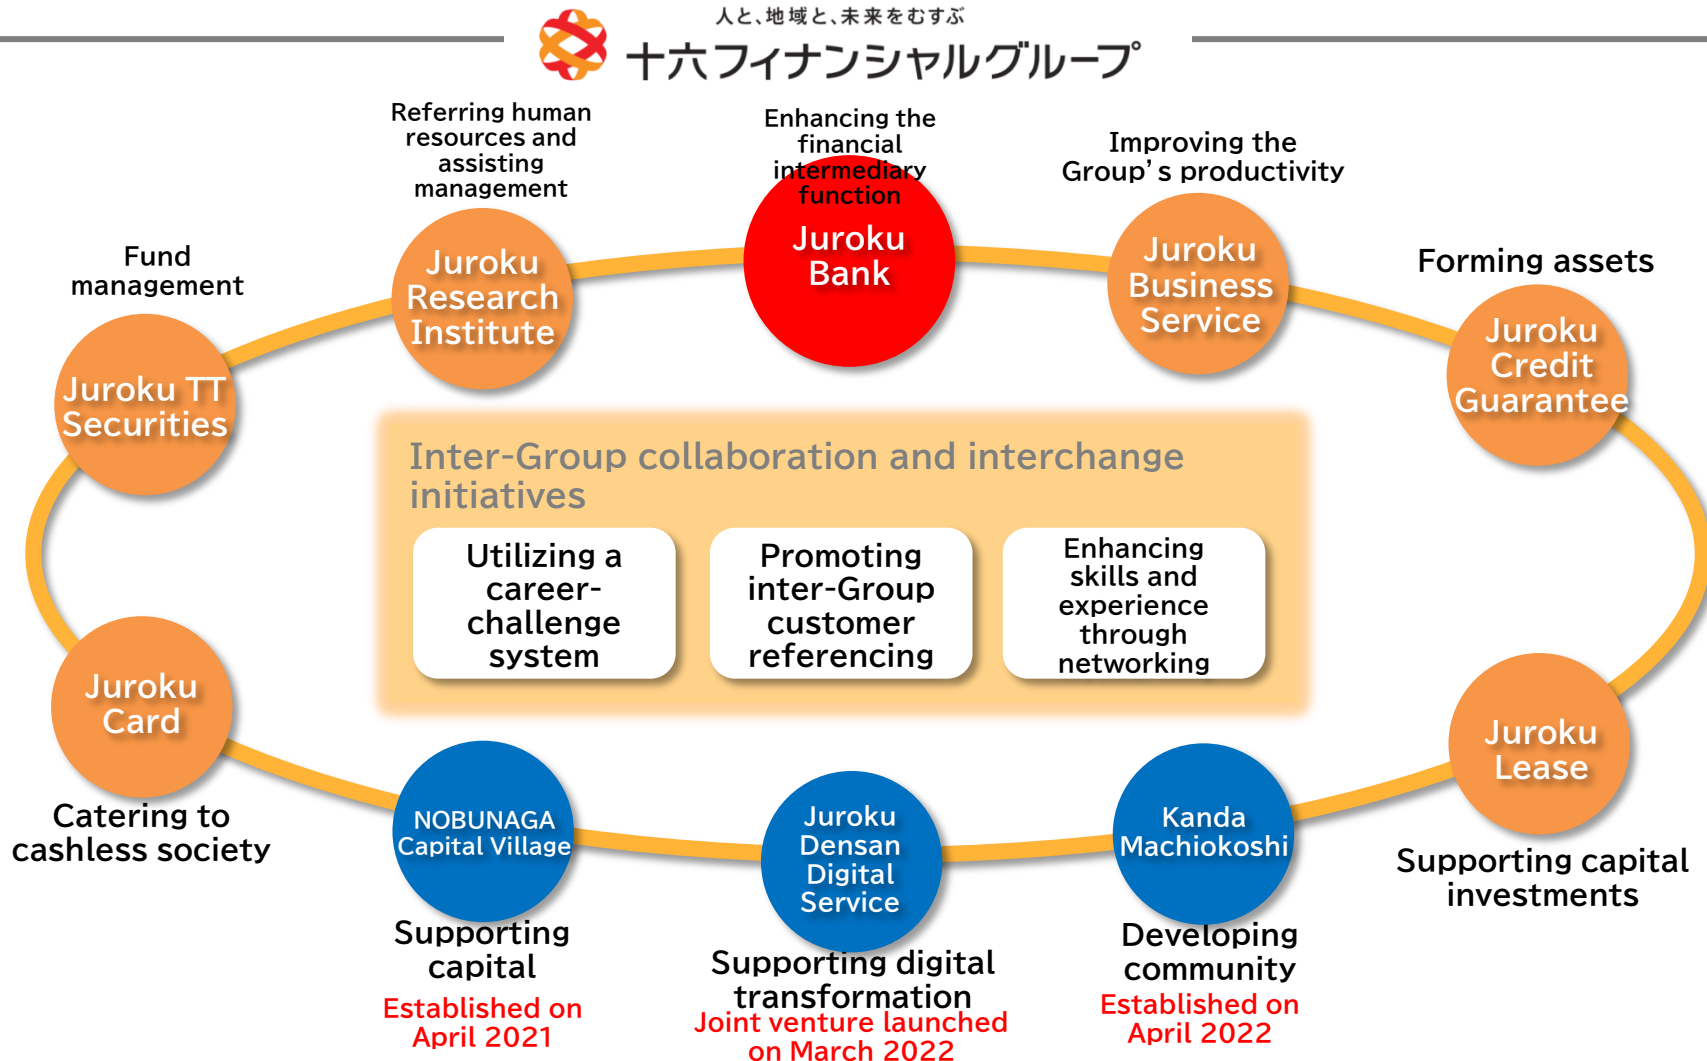 人と、地域と、未来をむすぶ
十六フィナンシャルグループ
Referring human
resources and
assisting
management
Enhancing the
financial
intermediary
function
Improving the
Group’s productivity
Fund
management
Forming assets
Juroku
Research
Institute
Juroku
Bank
Juroku
Business
Service
Juroku TT
Securities
Juroku
Credit
Guarantee
Inter-Group collaboration and interchange
initiatives
Utilizing a
career-
challenge
system
Promoting
inter-Group
customer
referencing
Enhancing
skills and
experience
through
networking
Juroku
Card
Catering to
cashless society
NOBUNAGA
Capital Village
Supporting
capital
Established on
April 2021
Juroku
Densan
Digital
Service
Supporting digital
transformation
Joint venture launched
on March 2022
Kanda
Machiokoshi
Developing
community
Established on
April 2022
Juroku
Lease
Supporting capital
investments